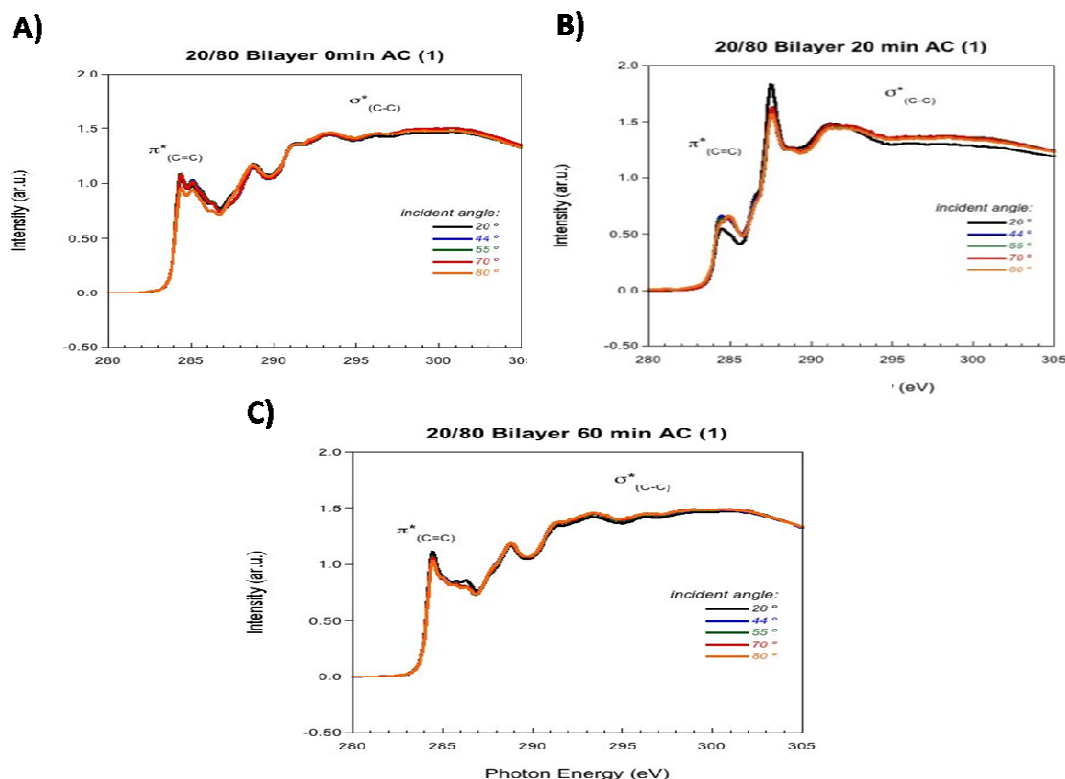 A)
20/80 Bilayer 0min AC (1)
2.0
1.5
1.0
0.50
0.0
-0.50
Intensity (ar.u.)
π*(C=C)
σ*(C-C)
incident angle:
20 º
44 º
55 º
70 º
80 º
280
285
290
295
300
305
B)
20/80 Bilayer 20 min AC (1)
2.0
1.5
1.0
0.50
0.0
-0.50
Intensity (ar.u.)
π*(C=C)
σ*(C-C)
incident angle:
20 º
44 º
55 º
70 º
280
285
290
295
300
305
(eV)
C)
20/80 Bilayer 60 min AC (1)
2.0
1.5
1.0
0.50
0.0
-0.50
Intensity (ar.u.)
π*(C=C)
σ*(C-C)
incident angle:
20 º
44 º
55 º
70 º
80 º
280
285
290
295
300
305
Photon Energy (eV)